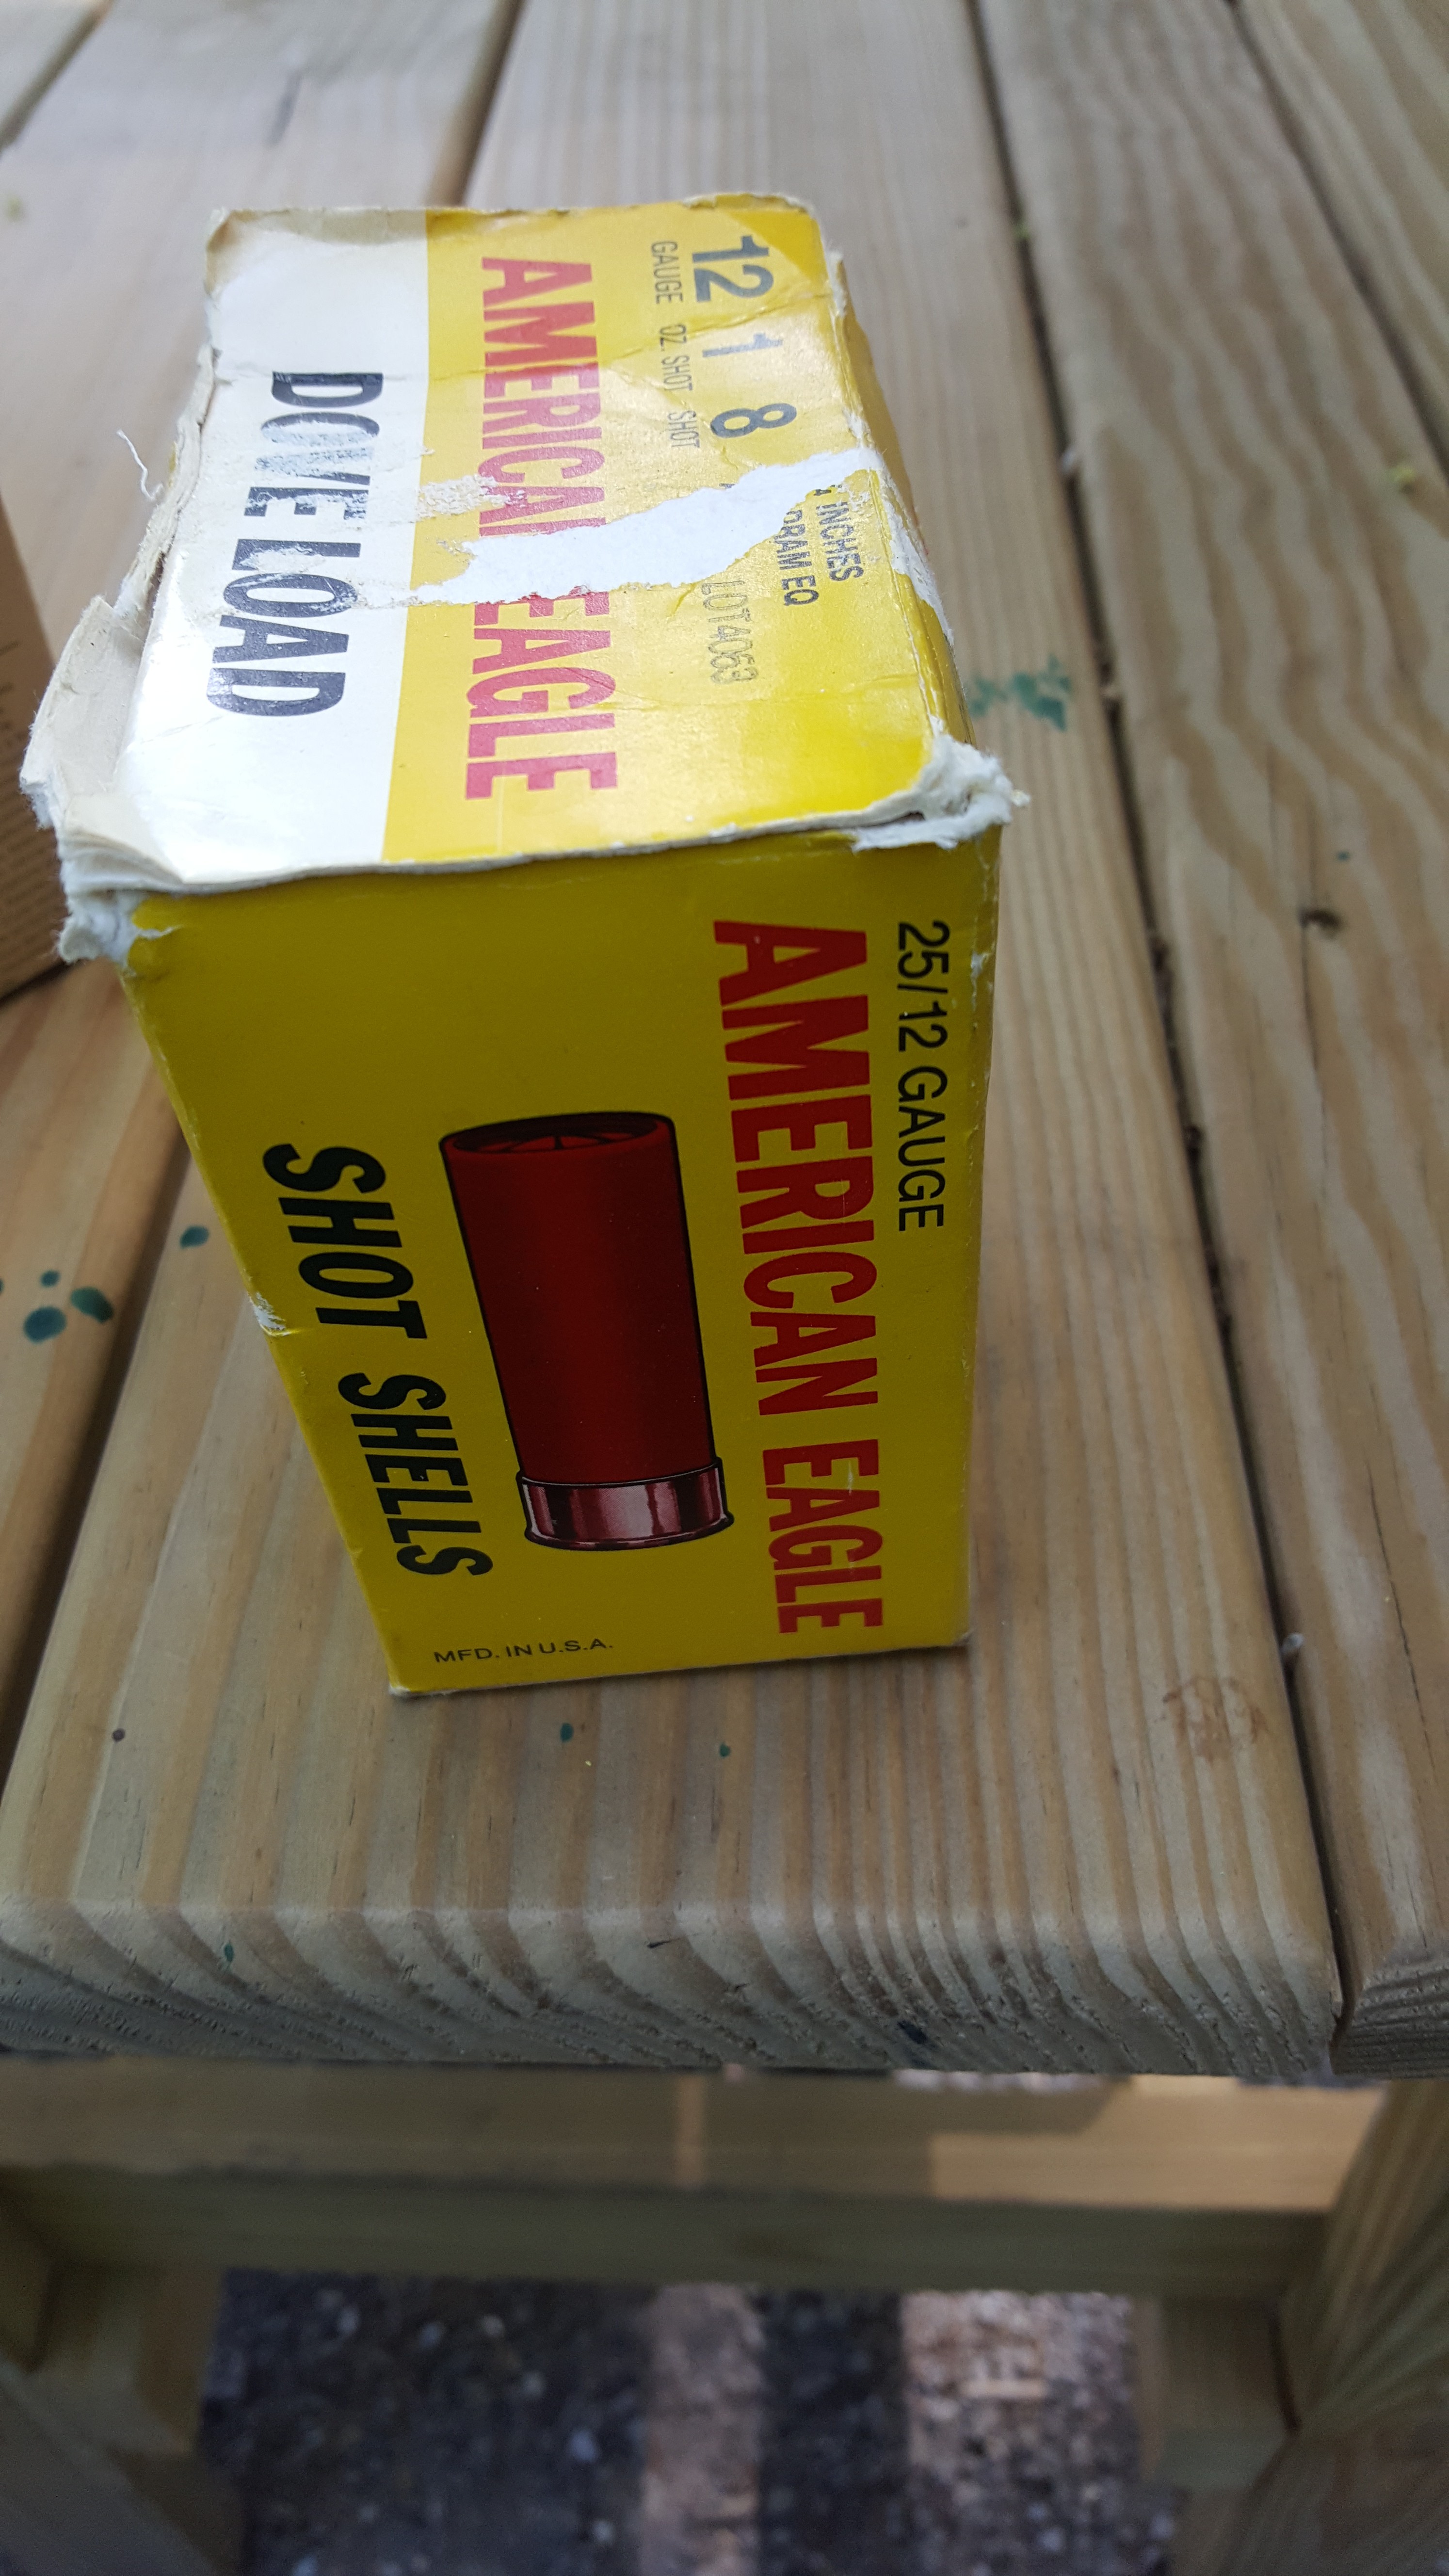 12 1 8
GAUGE OZ. SHOT SHOT
INCHES
DRAM EQ
LOT4063
AMERICAN EAGLE
DOVE LOAD
25/12 GAUGE
AMERICAN EAGLE
SHOT SHELLS
MFD. IN U.S.A.